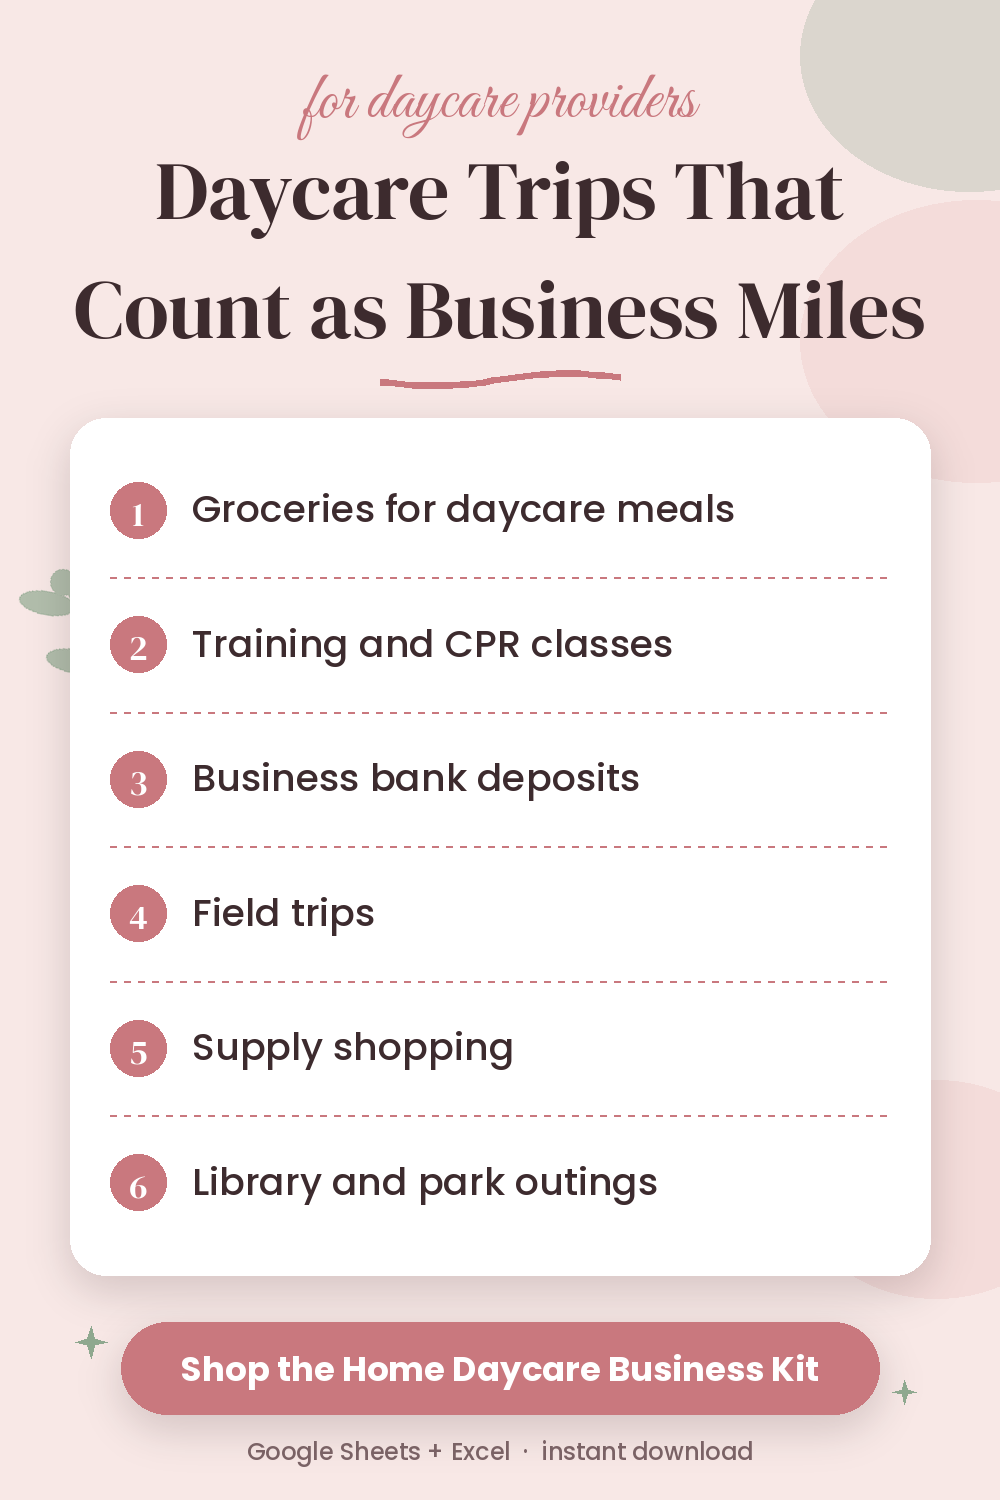 for daycare providers
Daycare Trips That
Count as Business Miles
1 Groceries for daycare meals
2 Training and CPR classes
3 Business bank deposits
4 Field trips
5 Supply shopping
6 Library and park outings
Shop the Home Daycare Business Kit
Google Sheets + Excel · instant download